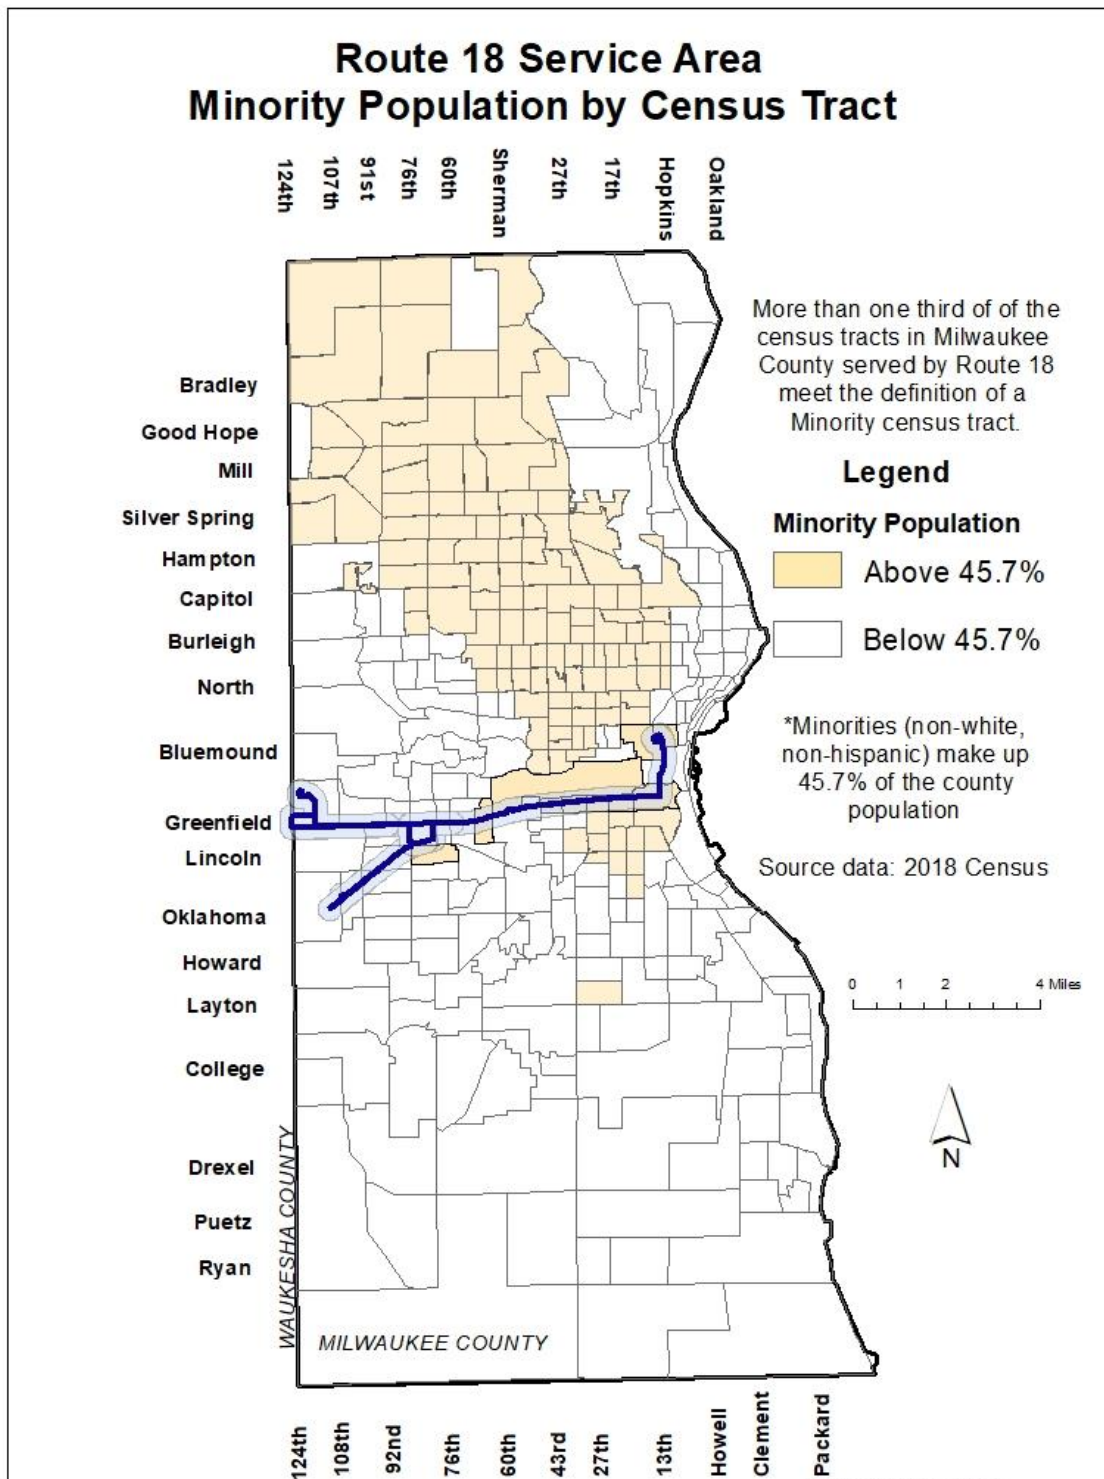 Route 18 Service Area
Minority Population by Census Tract
124th
107th
91st
76th
60th
Sherman
27th
17th
Hopkins
Oakland
More than one third of of the
census tracts in Milwaukee
County served by Route 18
meet the definition of a
Minority census tract.
Legend
Minority Population
Above 45.7%
Below 45.7%
*Minorities (non-white,
non-hispanic) make up
45.7% of the county
population
Source data: 2018 Census
Bradley
Good Hope
Mill
Silver Spring
Hampton
Capitol
Burleigh
North
Bluemound
Greenfield
Lincoln
Oklahoma
Howard
Layton
College
Drexel
Puetz
Ryan
0 1 2 4 Miles
N
WAUKESHA COUNTY
MILWAUKEE COUNTY
124th
108th
92nd
76th
60th
43rd
27th
13th
Howell
Clement
Packard